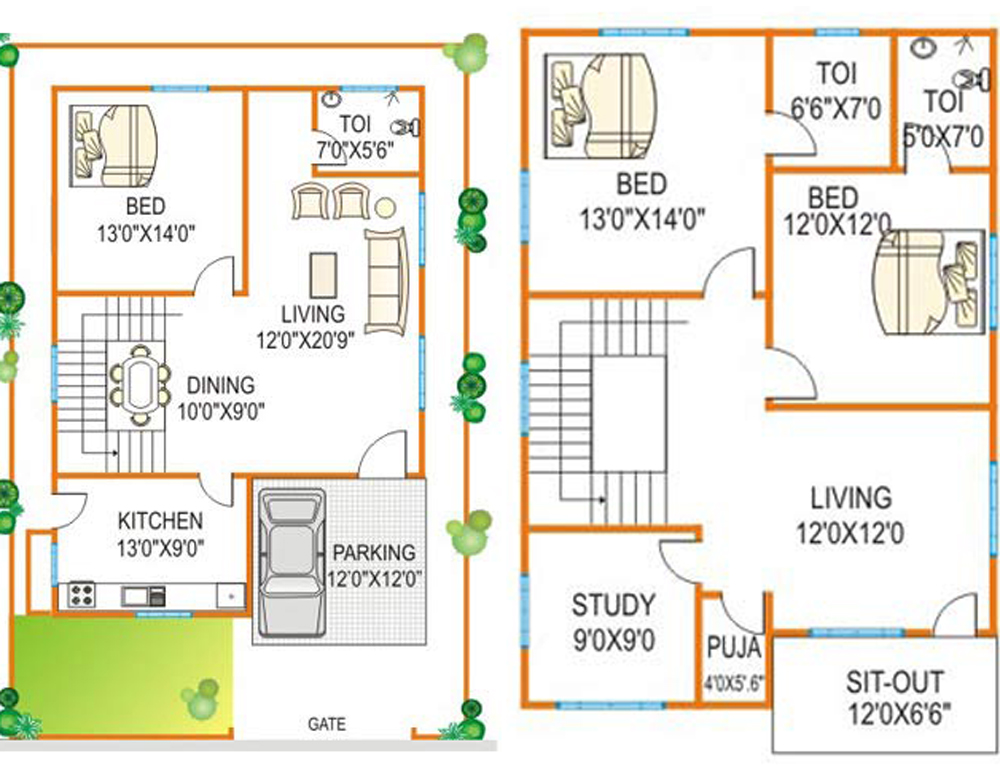 TOI
7'0"X5'6"
BED
13'0"X14'0"
LIVING
12'0"X20'9"
DINING
10'0"X9'0"
KITCHEN
13'0"X9'0"
PARKING
12'0"X12'0"
GATE
TOI
6'6"X7'0
TOI
5'0X7'0
BED
13'0"X14'0"
BED
12'0X12'0
LIVING
12'0X12'0
STUDY
9'0X9'0
PUJA
4'0X5'.6"
SIT-OUT
12'0X6'6"